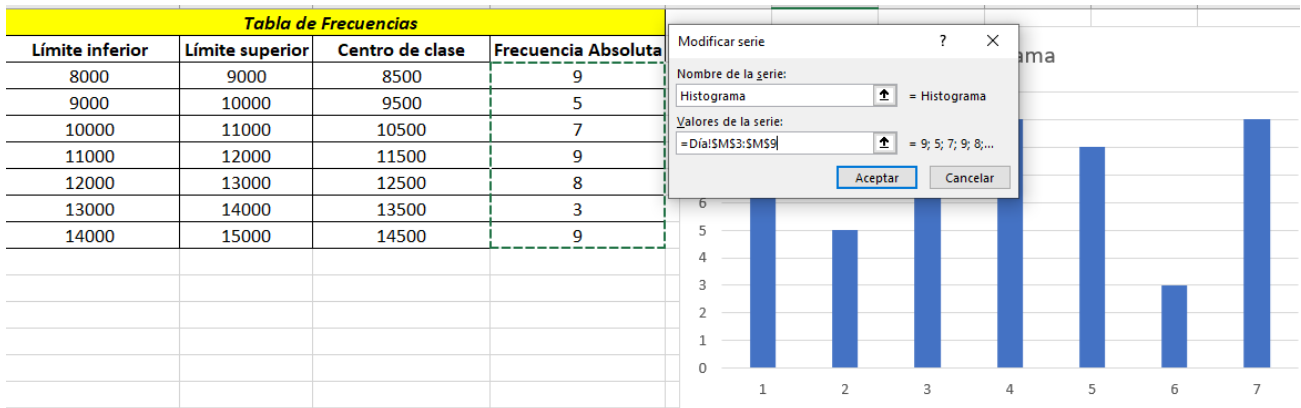 Tabla de Frecuencias
Límite inferior Límite superior Centro de clase Frecuencia Absoluta
8000 9000 8500 9
9000 10000 9500 5
10000 11000 10500 7
11000 12000 11500 9
12000 13000 12500 8
13000 14000 13500 3
14000 15000 14500 9
Modificar serie ? ×
Nombre de la serie:
Histograma = Histograma
Valores de la serie:
=Día!$M$3:$M$9 = 9; 5; 7; 9; 8;...
Aceptar Cancelar
ama
6
5
4
3
2
1
0
1 2 3 4 5 6 7